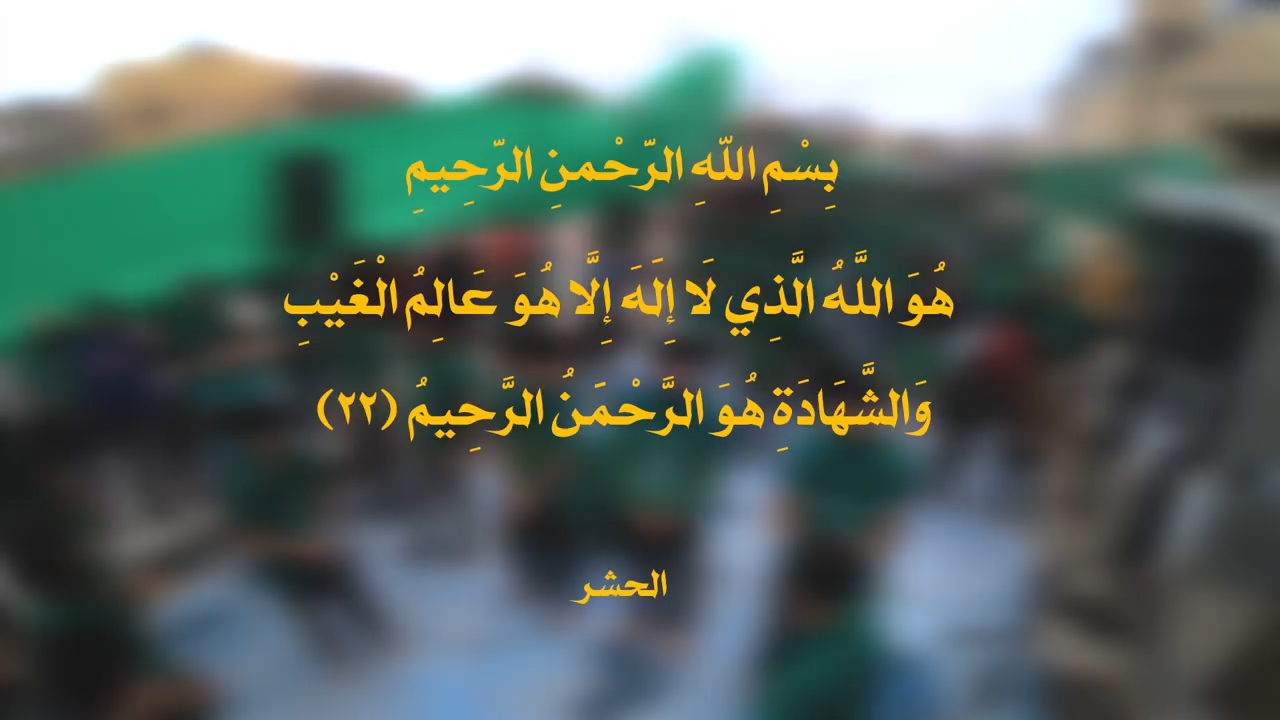 بِسْمِ اللّهِ الرّحْمنِ الرّحِيمِ
هُوَ اللَّهُ الَّذِي لَا إِلَهَ إِلَّا هُوَ عَالِمُ الْغَيْبِ
وَالشَّهَادَةِ هُوَ الرَّحْمَنُ الرَّحِيمُ (٢٢)
الحشر